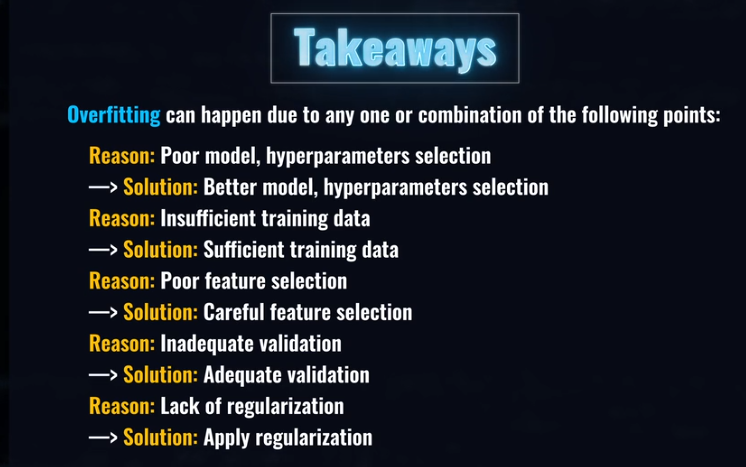 Takeaways
Overfitting can happen due to any one or combination of the following points:
Reason: Poor model, hyperparameters selection
—> Solution: Better model, hyperparameters selection
Reason: Insufficient training data
—> Solution: Sufficient training data
Reason: Poor feature selection
—> Solution: Careful feature selection
Reason: Inadequate validation
—> Solution: Adequate validation
Reason: Lack of regularization
—> Solution: Apply regularization